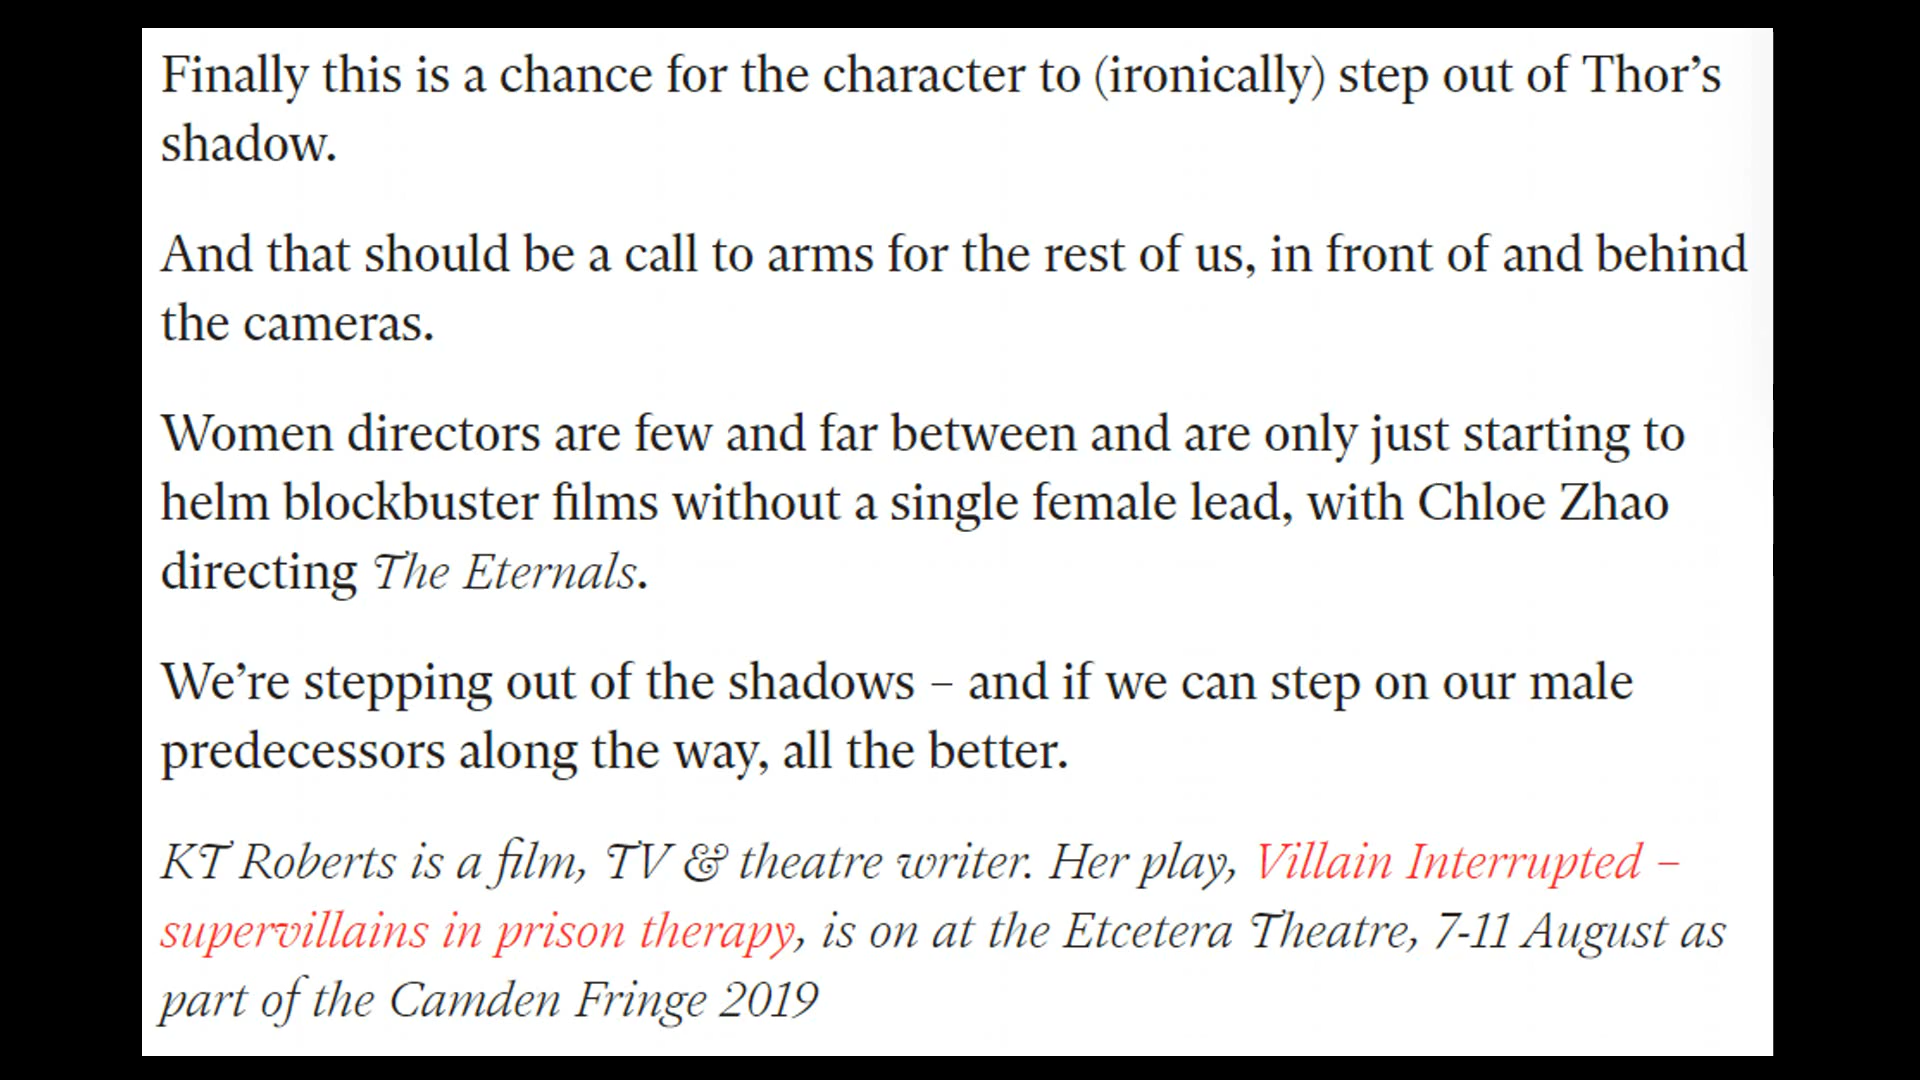 Finally this is a chance for the character to (ironically) step out of Thor’s
shadow.
And that should be a call to arms for the rest of us, in front of and behind
the cameras.
Women directors are few and far between and are only just starting to
helm blockbuster films without a single female lead, with Chloe Zhao
directing The Eternals.
We’re stepping out of the shadows – and if we can step on our male
predecessors along the way, all the better.
KT Roberts is a film, TV & theatre writer. Her play, Villain Interrupted –
supervillains in prison therapy, is on at the Etcetera Theatre, 7-11 August as
part of the Camden Fringe 2019